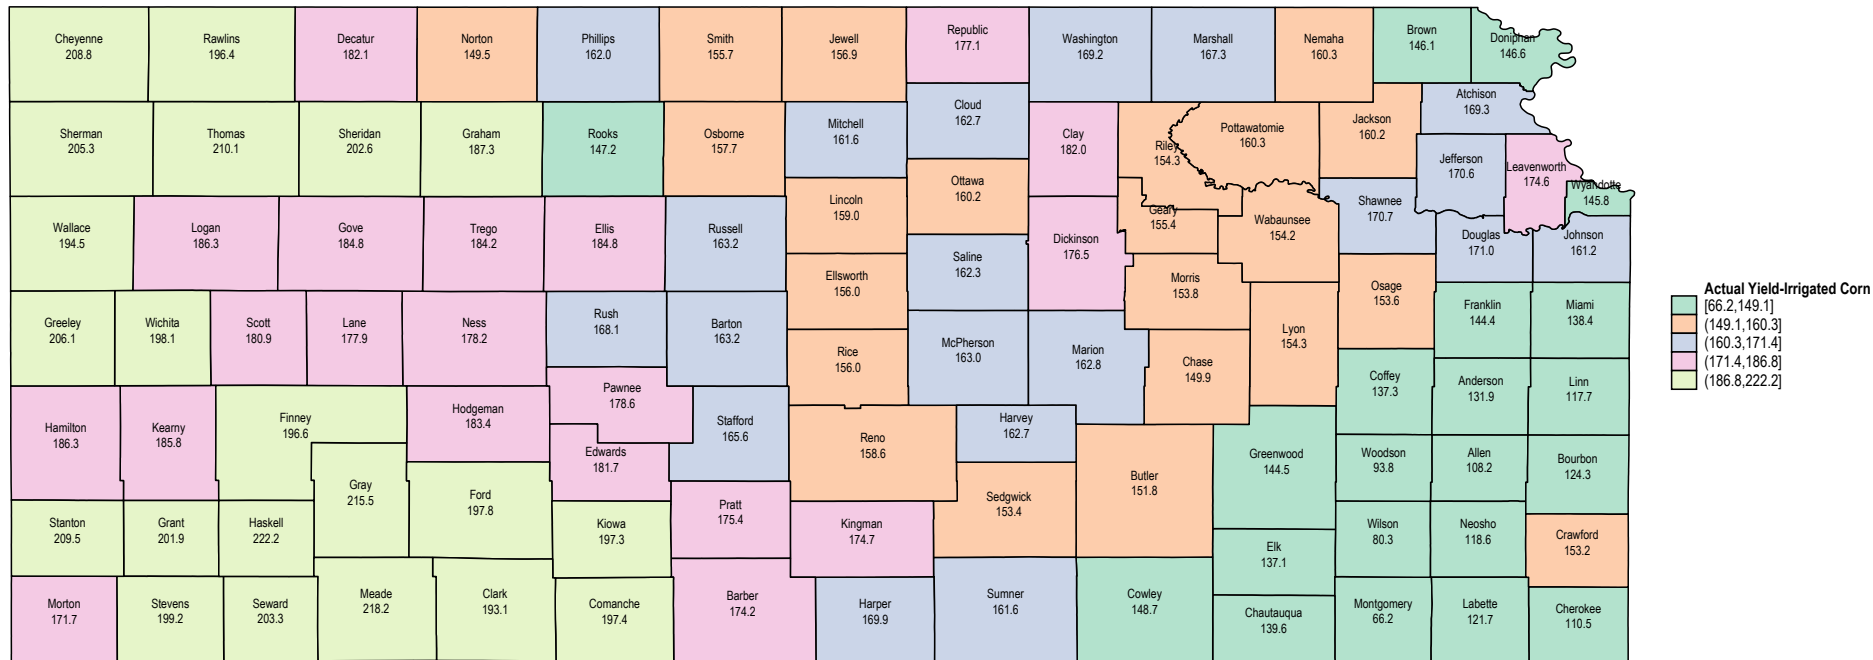 Cheyenne
208.8
Rawlins
196.4
Decatur
182.1
Norton
149.5
Phillips
162.0
Smith
155.7
Jewell
156.9
Republic
177.1
Washington
169.2
Marshall
167.3
Nemaha
160.3
Brown
146.1
Doniphan
146.6
Atchison
169.3
Sherman
205.3
Thomas
210.1
Sheridan
202.6
Graham
187.3
Rooks
147.2
Osborne
157.7
Mitchell
161.6
Cloud
162.7
Clay
182.0
Riley
154.3
Pottawatomie
160.3
Jackson
160.2
Jefferson
170.6
Leavenworth
174.6
Wyandotte
145.8
Wallace
194.5
Logan
186.3
Gove
184.8
Trego
184.2
Ellis
184.8
Russell
163.2
Lincoln
159.0
Ottawa
160.2
Saline
162.3
Dickinson
176.5
Geary
155.4
Wabaunsee
154.2
Shawnee
170.7
Douglas
171.0
Johnson
161.2
Ellsworth
156.0
Morris
153.8
Osage
153.6
Franklin
144.4
Miami
138.4
Greeley
206.1
Wichita
198.1
Scott
180.9
Lane
177.9
Ness
178.2
Rush
168.1
Barton
163.2
Rice
156.0
McPherson
163.0
Marion
162.8
Chase
149.9
Lyon
154.3
Coffey
137.3
Anderson
131.9
Linn
117.7
Hamilton
186.3
Kearny
185.8
Finney
196.6
Hodgeman
183.4
Pawnee
178.6
Stafford
165.6
Edwards
181.7
Reno
158.6
Harvey
162.7
Butler
151.8
Greenwood
144.5
Woodson
93.8
Allen
108.2
Bourbon
124.3
Gray
215.5
Ford
197.8
Sedgwick
153.4
Stanton
209.5
Grant
201.9
Haskell
222.2
Kiowa
197.3
Pratt
175.4
Kingman
174.7
Elk
137.1
Wilson
80.3
Neosho
118.6
Crawford
153.2
Morton
171.7
Stevens
199.2
Seward
203.3
Meade
218.2
Clark
193.1
Comanche
197.4
Barber
174.2
Harper
169.9
Sumner
161.6
Cowley
148.7
Chautauqua
139.6
Montgomery
66.2
Labette
121.7
Cherokee
110.5
Actual Yield-Irrigated Corn
[66.2,149.1]
(149.1,160.3]
(160.3,171.4]
(171.4,186.8]
(186.8,222.2]